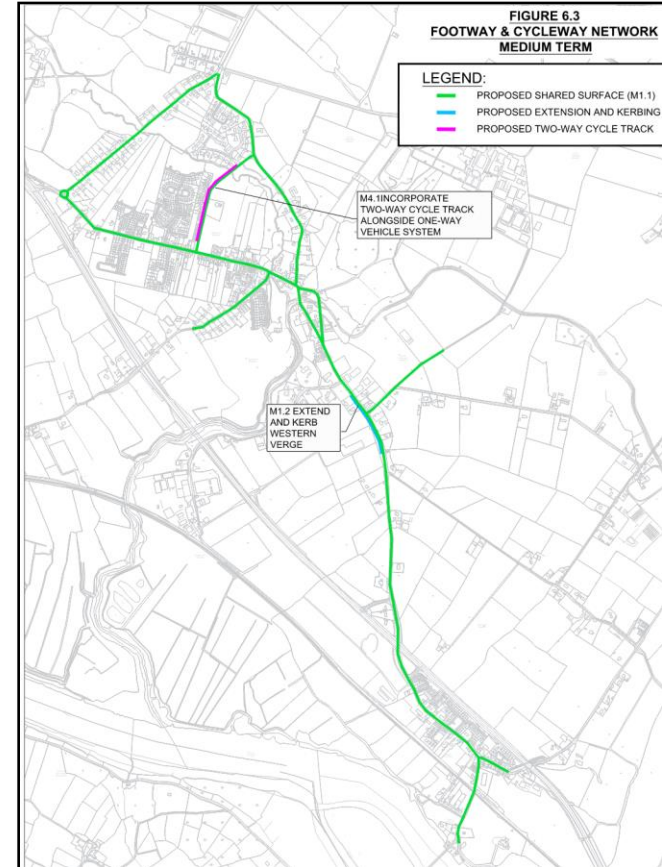 FIGURE 6.3
FOOTWAY & CYCLEWAY NETWORK
MEDIUM TERM
LEGEND:
PROPOSED SHARED SURFACE (M1.1)
PROPOSED EXTENSION AND KERBING
PROPOSED TWO-WAY CYCLE TRACK
M4.1INCORPORATE
TWO-WAY CYCLE TRACK
ALONGSIDE ONE-WAY
VEHICLE SYSTEM
M1.2 EXTEND
AND KERB
WESTERN
VERGE